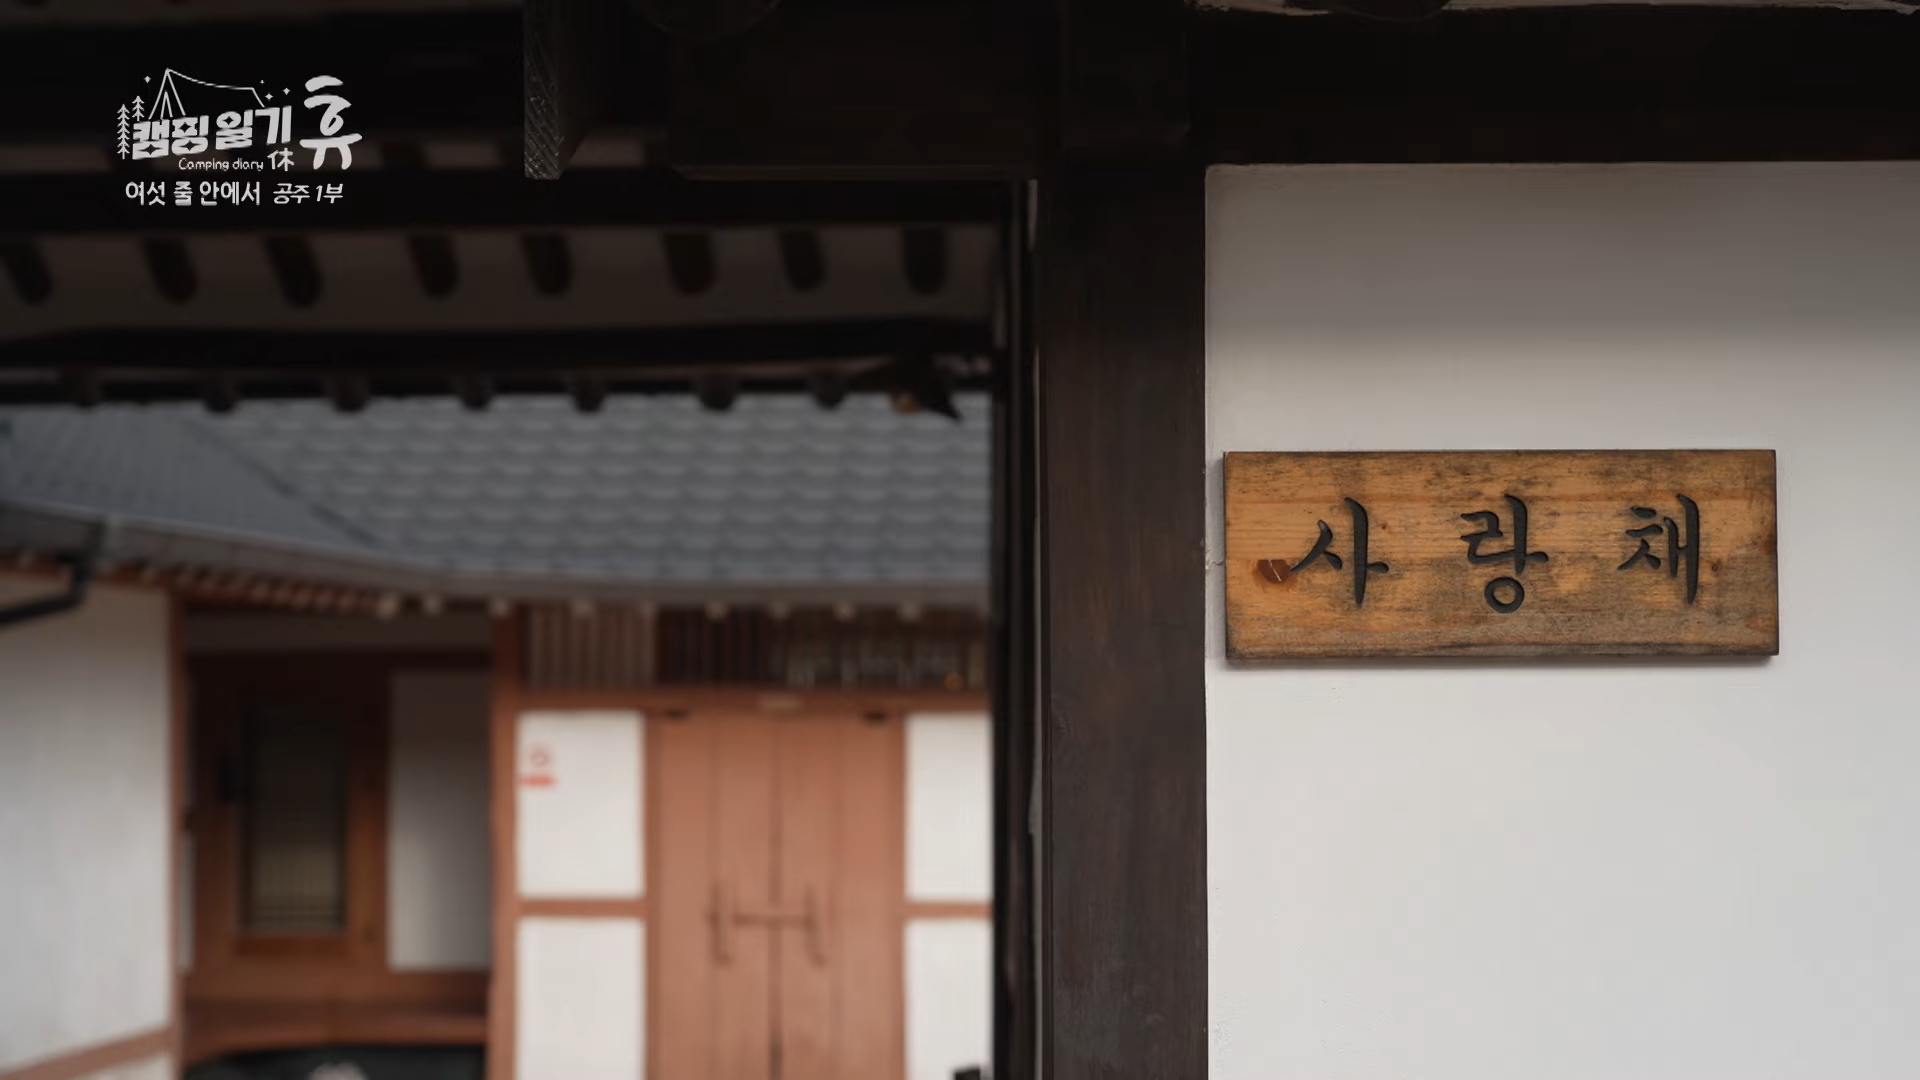 캠핑일기 휴
Camping diary 休
여섯 줄 안에서 공주 1부
사랑채